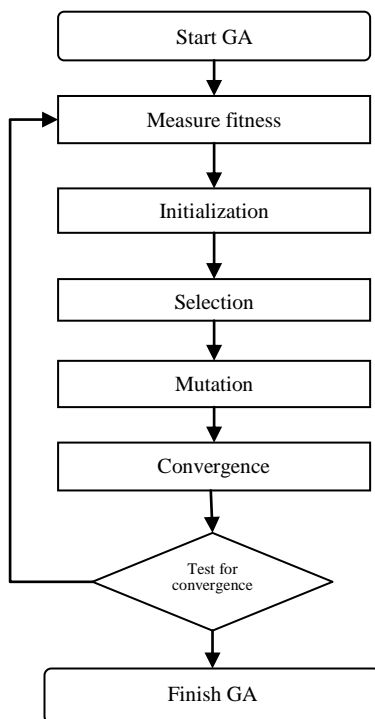 Start GA
Measure fitness
Initialization
Selection
Mutation
Convergence
Test for
convergence
Finish GA